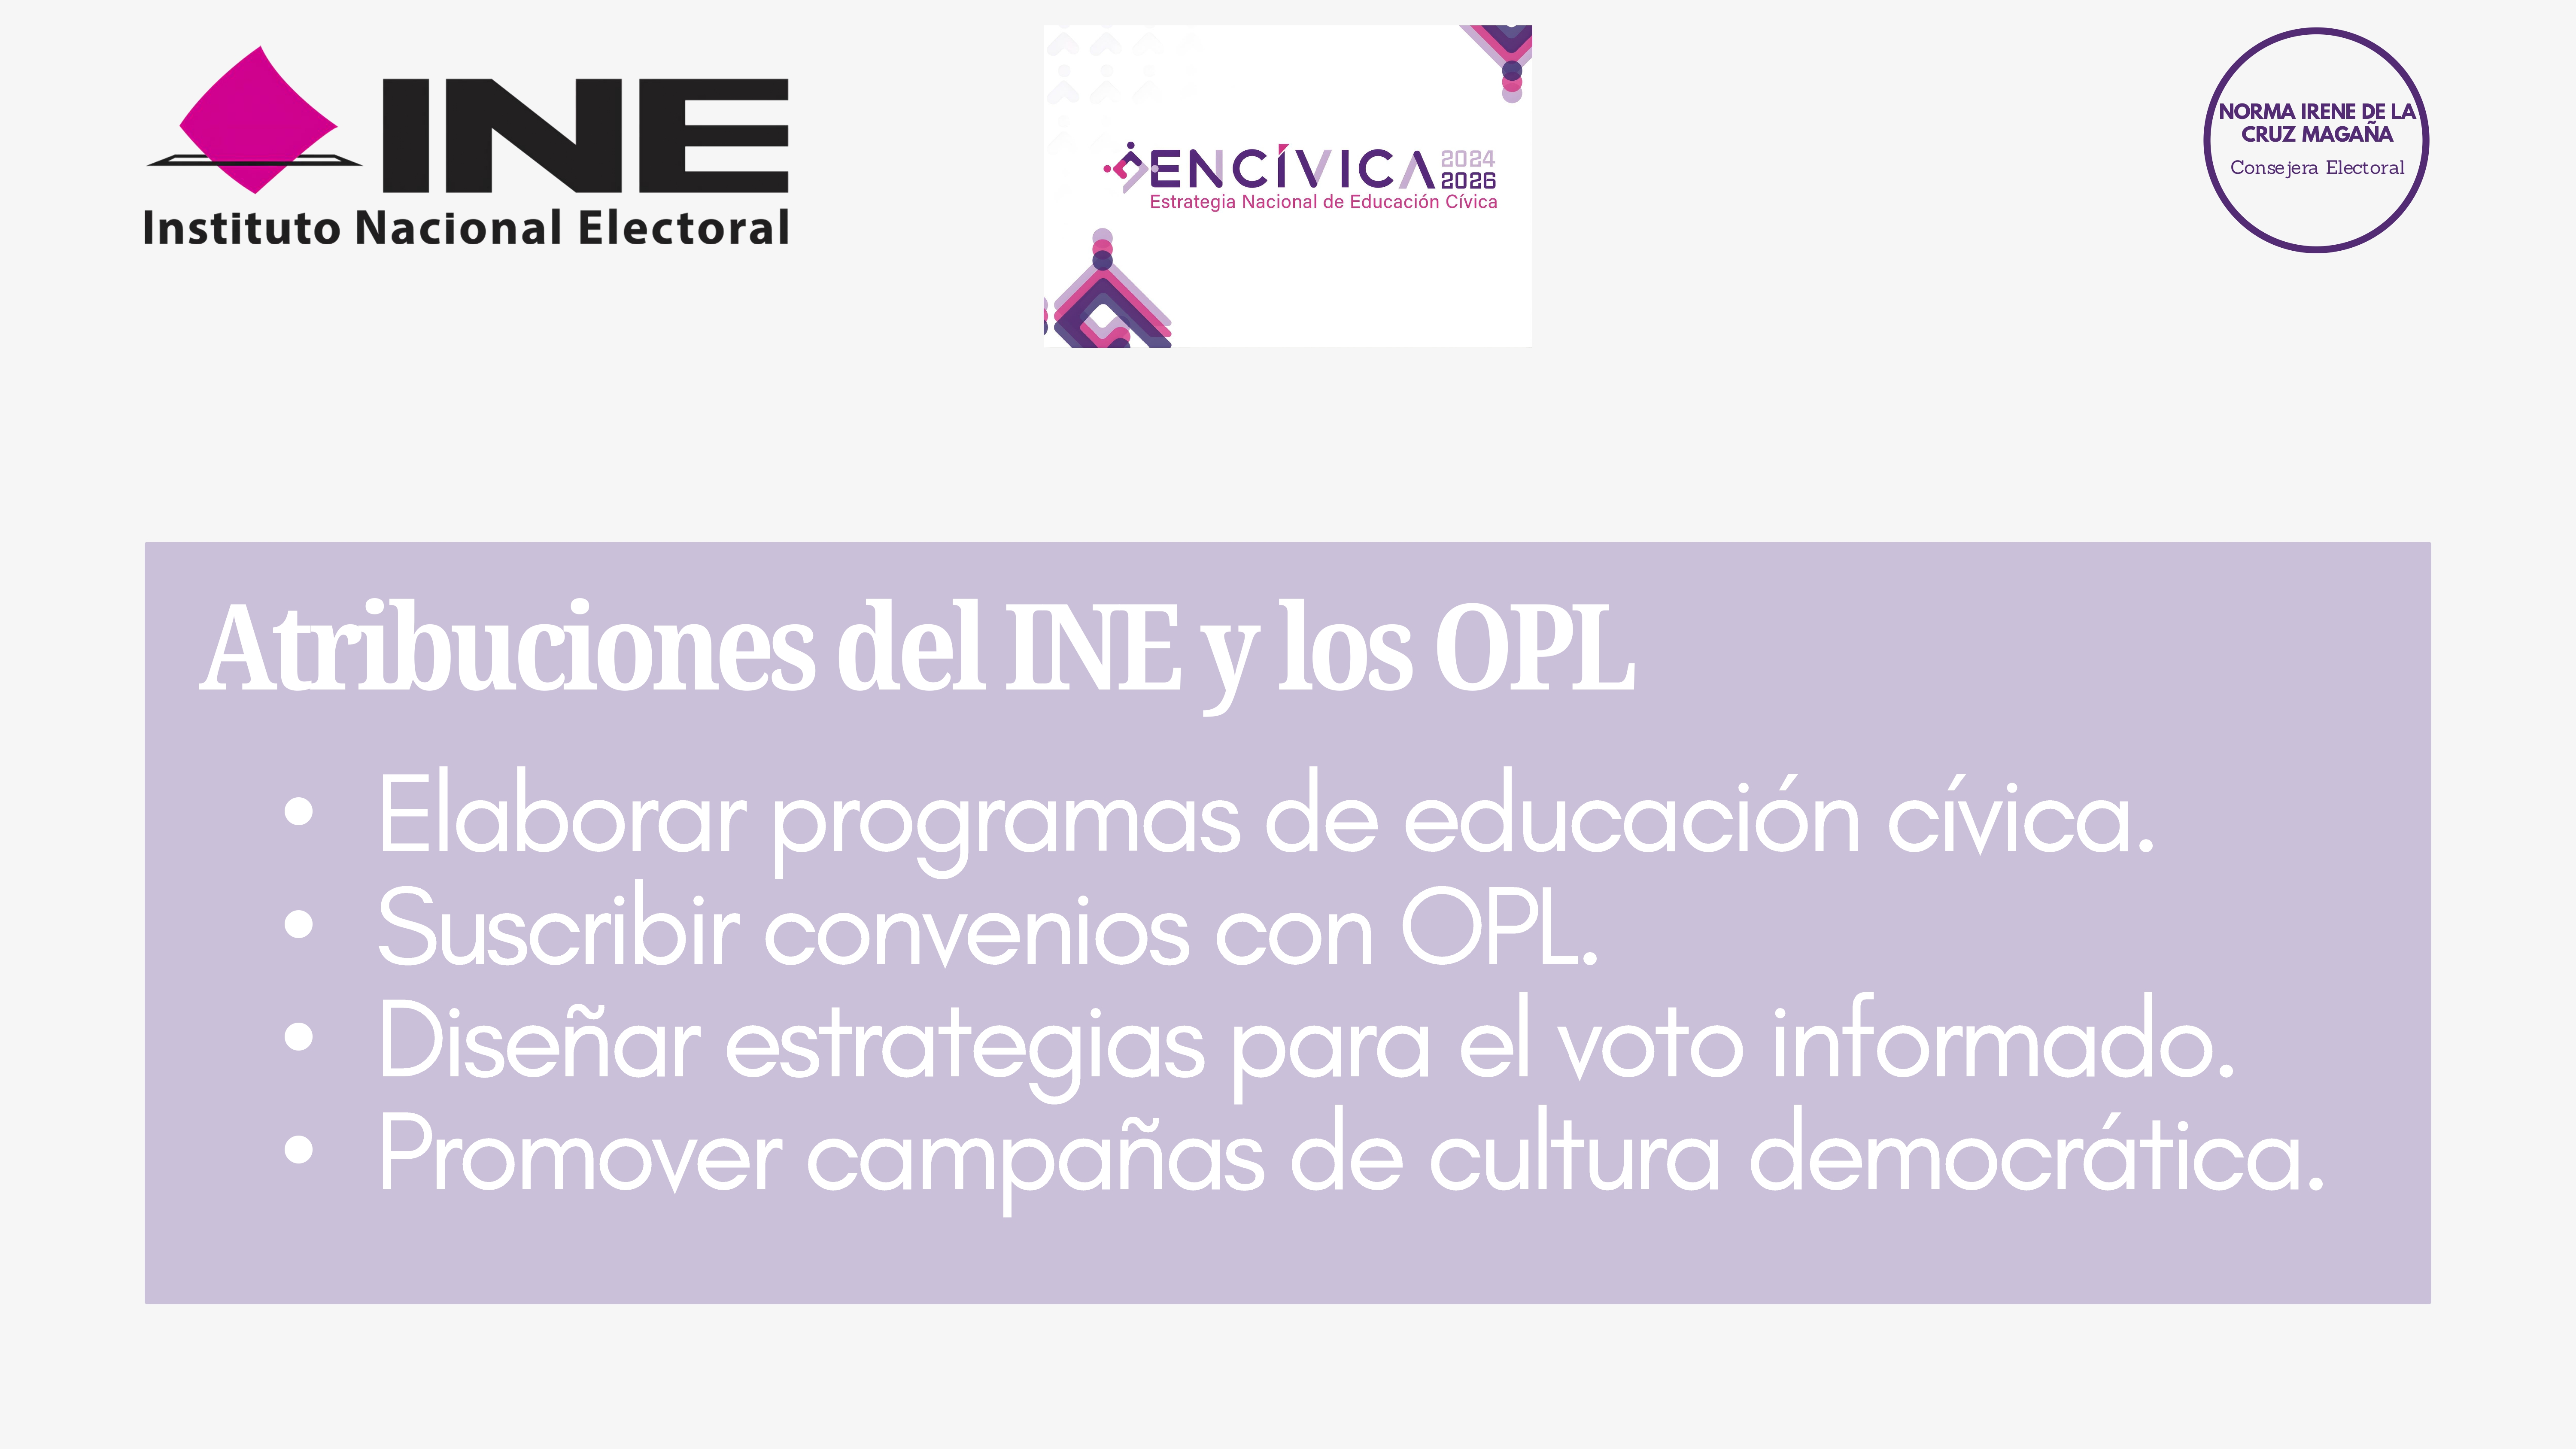 INE
Instituto Nacional Electoral
ENCÍVICA 2024
2026
Estrategia Nacional de Educación Cívica
NORMA IRENE DE LA
CRUZ MAGAÑA
Consejera Electoral
Atribuciones del INE y los OPL
• Elaborar programas de educación cívica.
• Suscribir convenios con OPL.
• Diseñar estrategias para el voto informado.
• Promover campañas de cultura democrática.